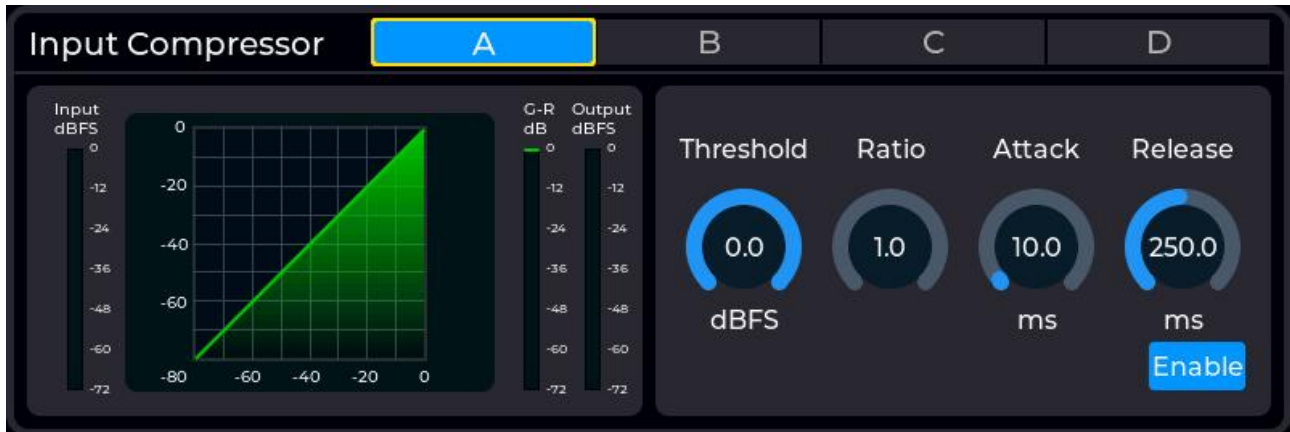 Input Compressor A B C D
Input
dBFS
0
-12
-24
-36
-48
-60
-72
0
-20
-40
-60
-80 -60 -40 -20 0
G-R
dB
0
-12
-24
-36
-48
-60
-72
Output
dBFS
0
-12
-24
-36
-48
-60
-72
Threshold Ratio Attack Release
0.0 1.0 10.0 250.0
dBFS ms ms
Enable